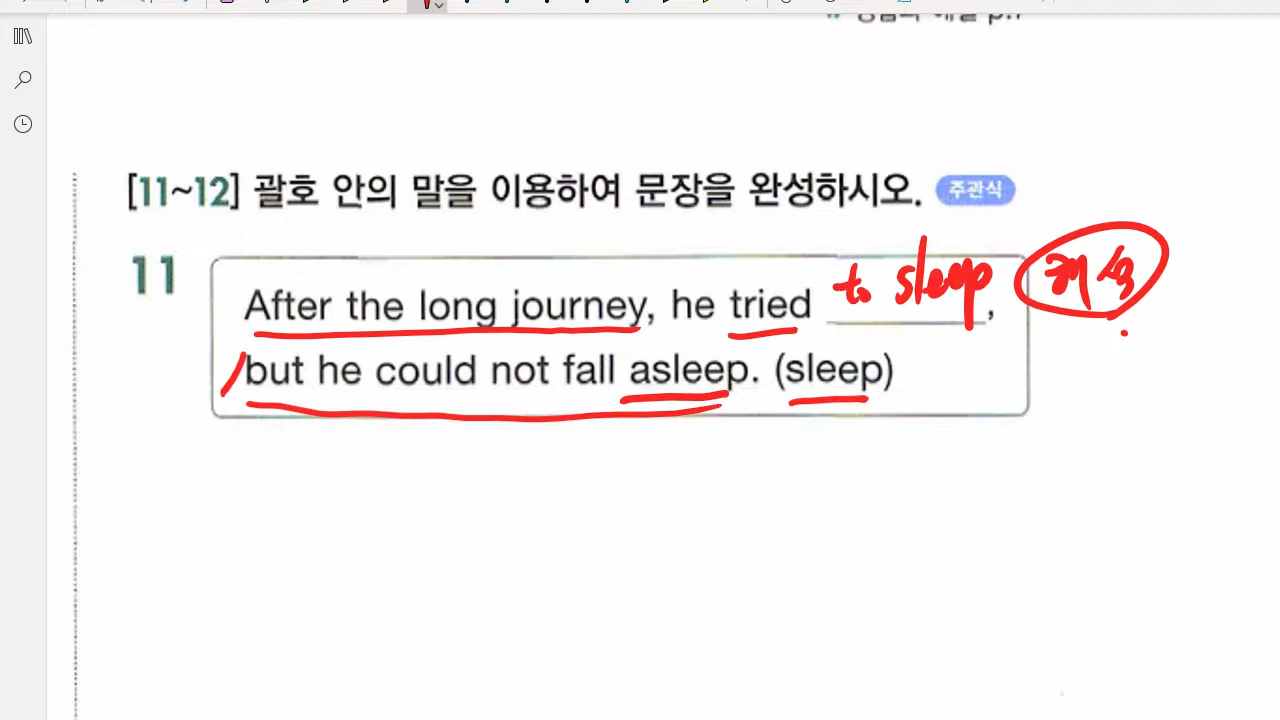 [11~12] 괄호 안의 말을 이용하여 문장을 완성하시오. 주관식
11
After the long journey, he tried to sleep,
but he could not fall asleep. (sleep)